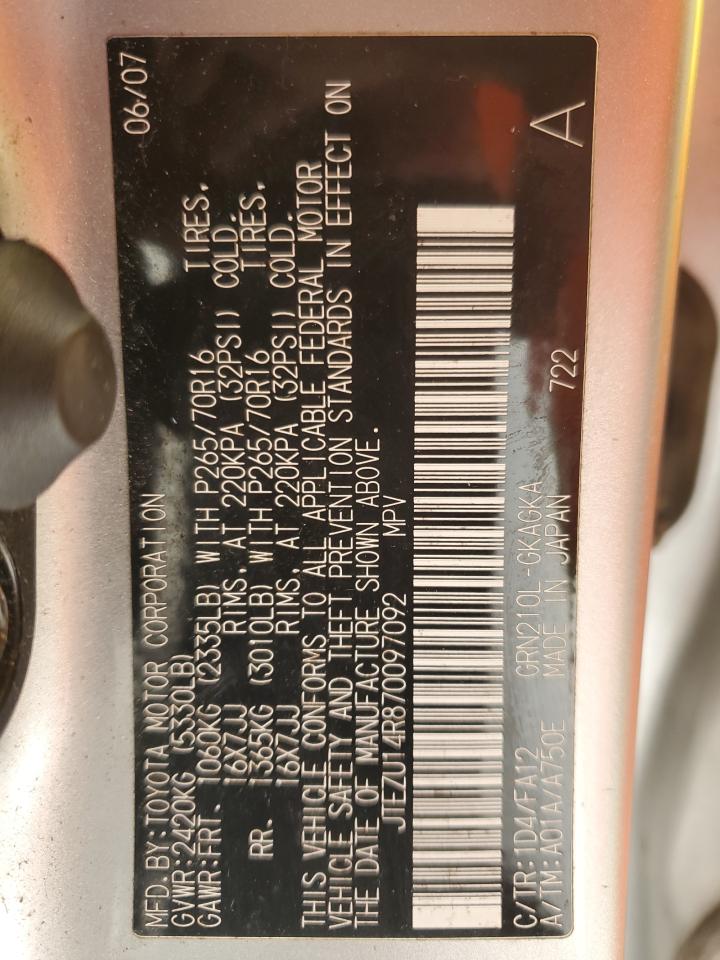 MFD.BY:TOYOTA MOTOR CORPORATION 06/07
GVWR:2420KG (5330LB)
GAWR:FRT. 1060KG (2335LB) WITH P265/70R16 TIRES,
16X7JJ RIMS, AT 220KPA (32PSI) COLD.
RR. 1365KG (3010LB) WITH P265/70R16 TIRES,
16X7JJ RIMS, AT 220KPA (32PSI) COLD.
THIS VEHICLE CONFORMS TO ALL APPLICABLE FEDERAL MOTOR
VEHICLE SAFETY AND THEFT PREVENTION STANDARDS IN EFFECT ON
THE DATE OF MANUFACTURE SHOWN ABOVE.
JTEZU14R870097092 MPV
C/TR:1D4/FA12 GRN210L-GKAGKA
A/TM:A01A/A750E MADE IN JAPAN 722
A